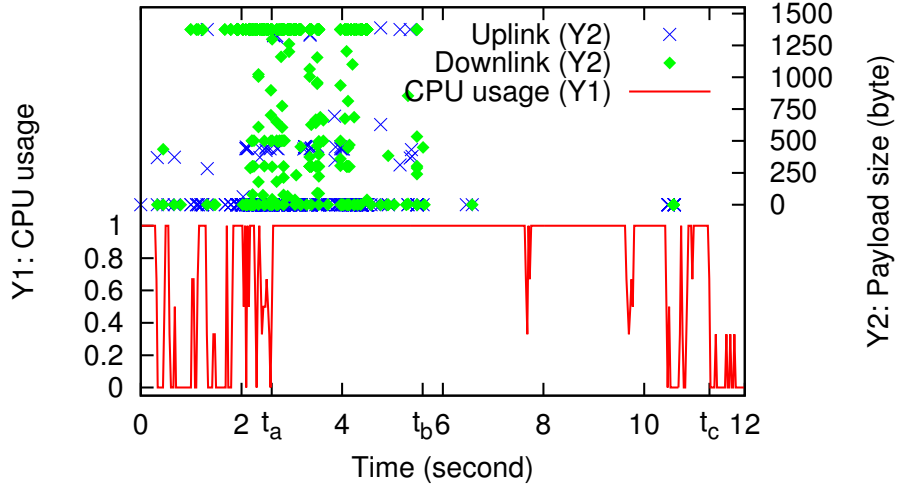 1500
Uplink (Y2)
1250
Downlink (Y2)
1000
CPU usage (Y1)
750
500
250
0
Y1: CPU usage
Y2: Payload size (byte)
1
0.8
0.6
0.4
0.2
0
0 2 t_a 4 t_b 6 8 10 t_c 12
Time (second)